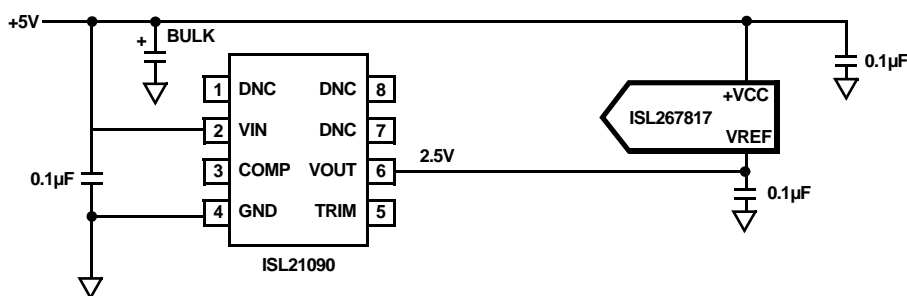 +5V
+ BULK
0.1µF
1 DNC DNC 8
+VCC
ISL267817
2 VIN DNC 7
VREF
2.5V
0.1µF
3 COMP VOUT 6
0.1µF
4 GND TRIM 5
ISL21090